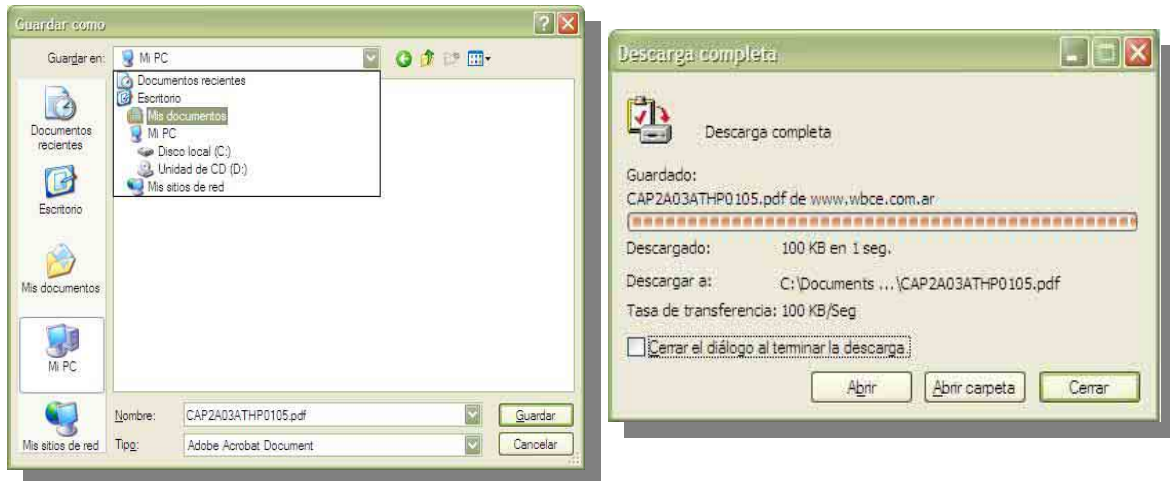 Guardar como
Guardar en:
Mi PC
Documentos recientes
Escritorio
Mis documentos
Mi PC
Disco local (C:)
Unidad de CD (D:)
Mis sitios de red
Documentos
recientes
Escritorio
Mis documentos
Mi PC
Mis sitios de red
Nombre:
CAP2A03ATHP0105.pdf
Guardar
Tipo:
Adobe Acrobat Document
Cancelar
Descarga completa
Descarga completa
Guardado:
CAP2A03ATHP0105.pdf de www.wbce.com.ar
Descargado: 100 KB en 1 seg.
Descargar a: C:\Documents ...\CAP2A03ATHP0105.pdf
Tasa de transferencia: 100 KB/Seg
Cerrar el diálogo al terminar la descarga.
Abrir
Abrir carpeta
Cerrar